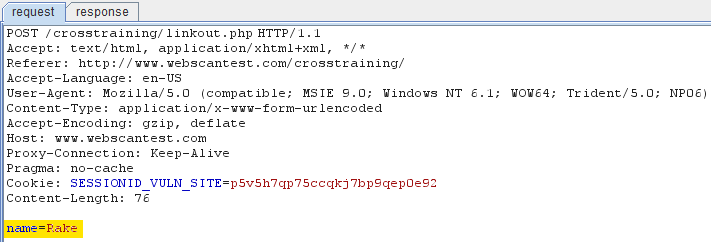 request response
POST /crosstraining/linkout.php HTTP/1.1
Accept: text/html, application/xhtml+xml, */*
Referer: http://www.webscantest.com/crosstraining/
Accept-Language: en-US
User-Agent: Mozilla/5.0 (compatible; MSIE 9.0; Windows NT 6.1; WOW64; Trident/5.0; NP06)
Content-Type: application/x-www-form-urlencoded
Accept-Encoding: gzip, deflate
Host: www.webscantest.com
Proxy-Connection: Keep-Alive
Pragma: no-cache
Cookie: SESSIONID_VULN_SITE=p5v5h7qp75ccqkj7bp9qep0e92
Content-Length: 76
name=Rake